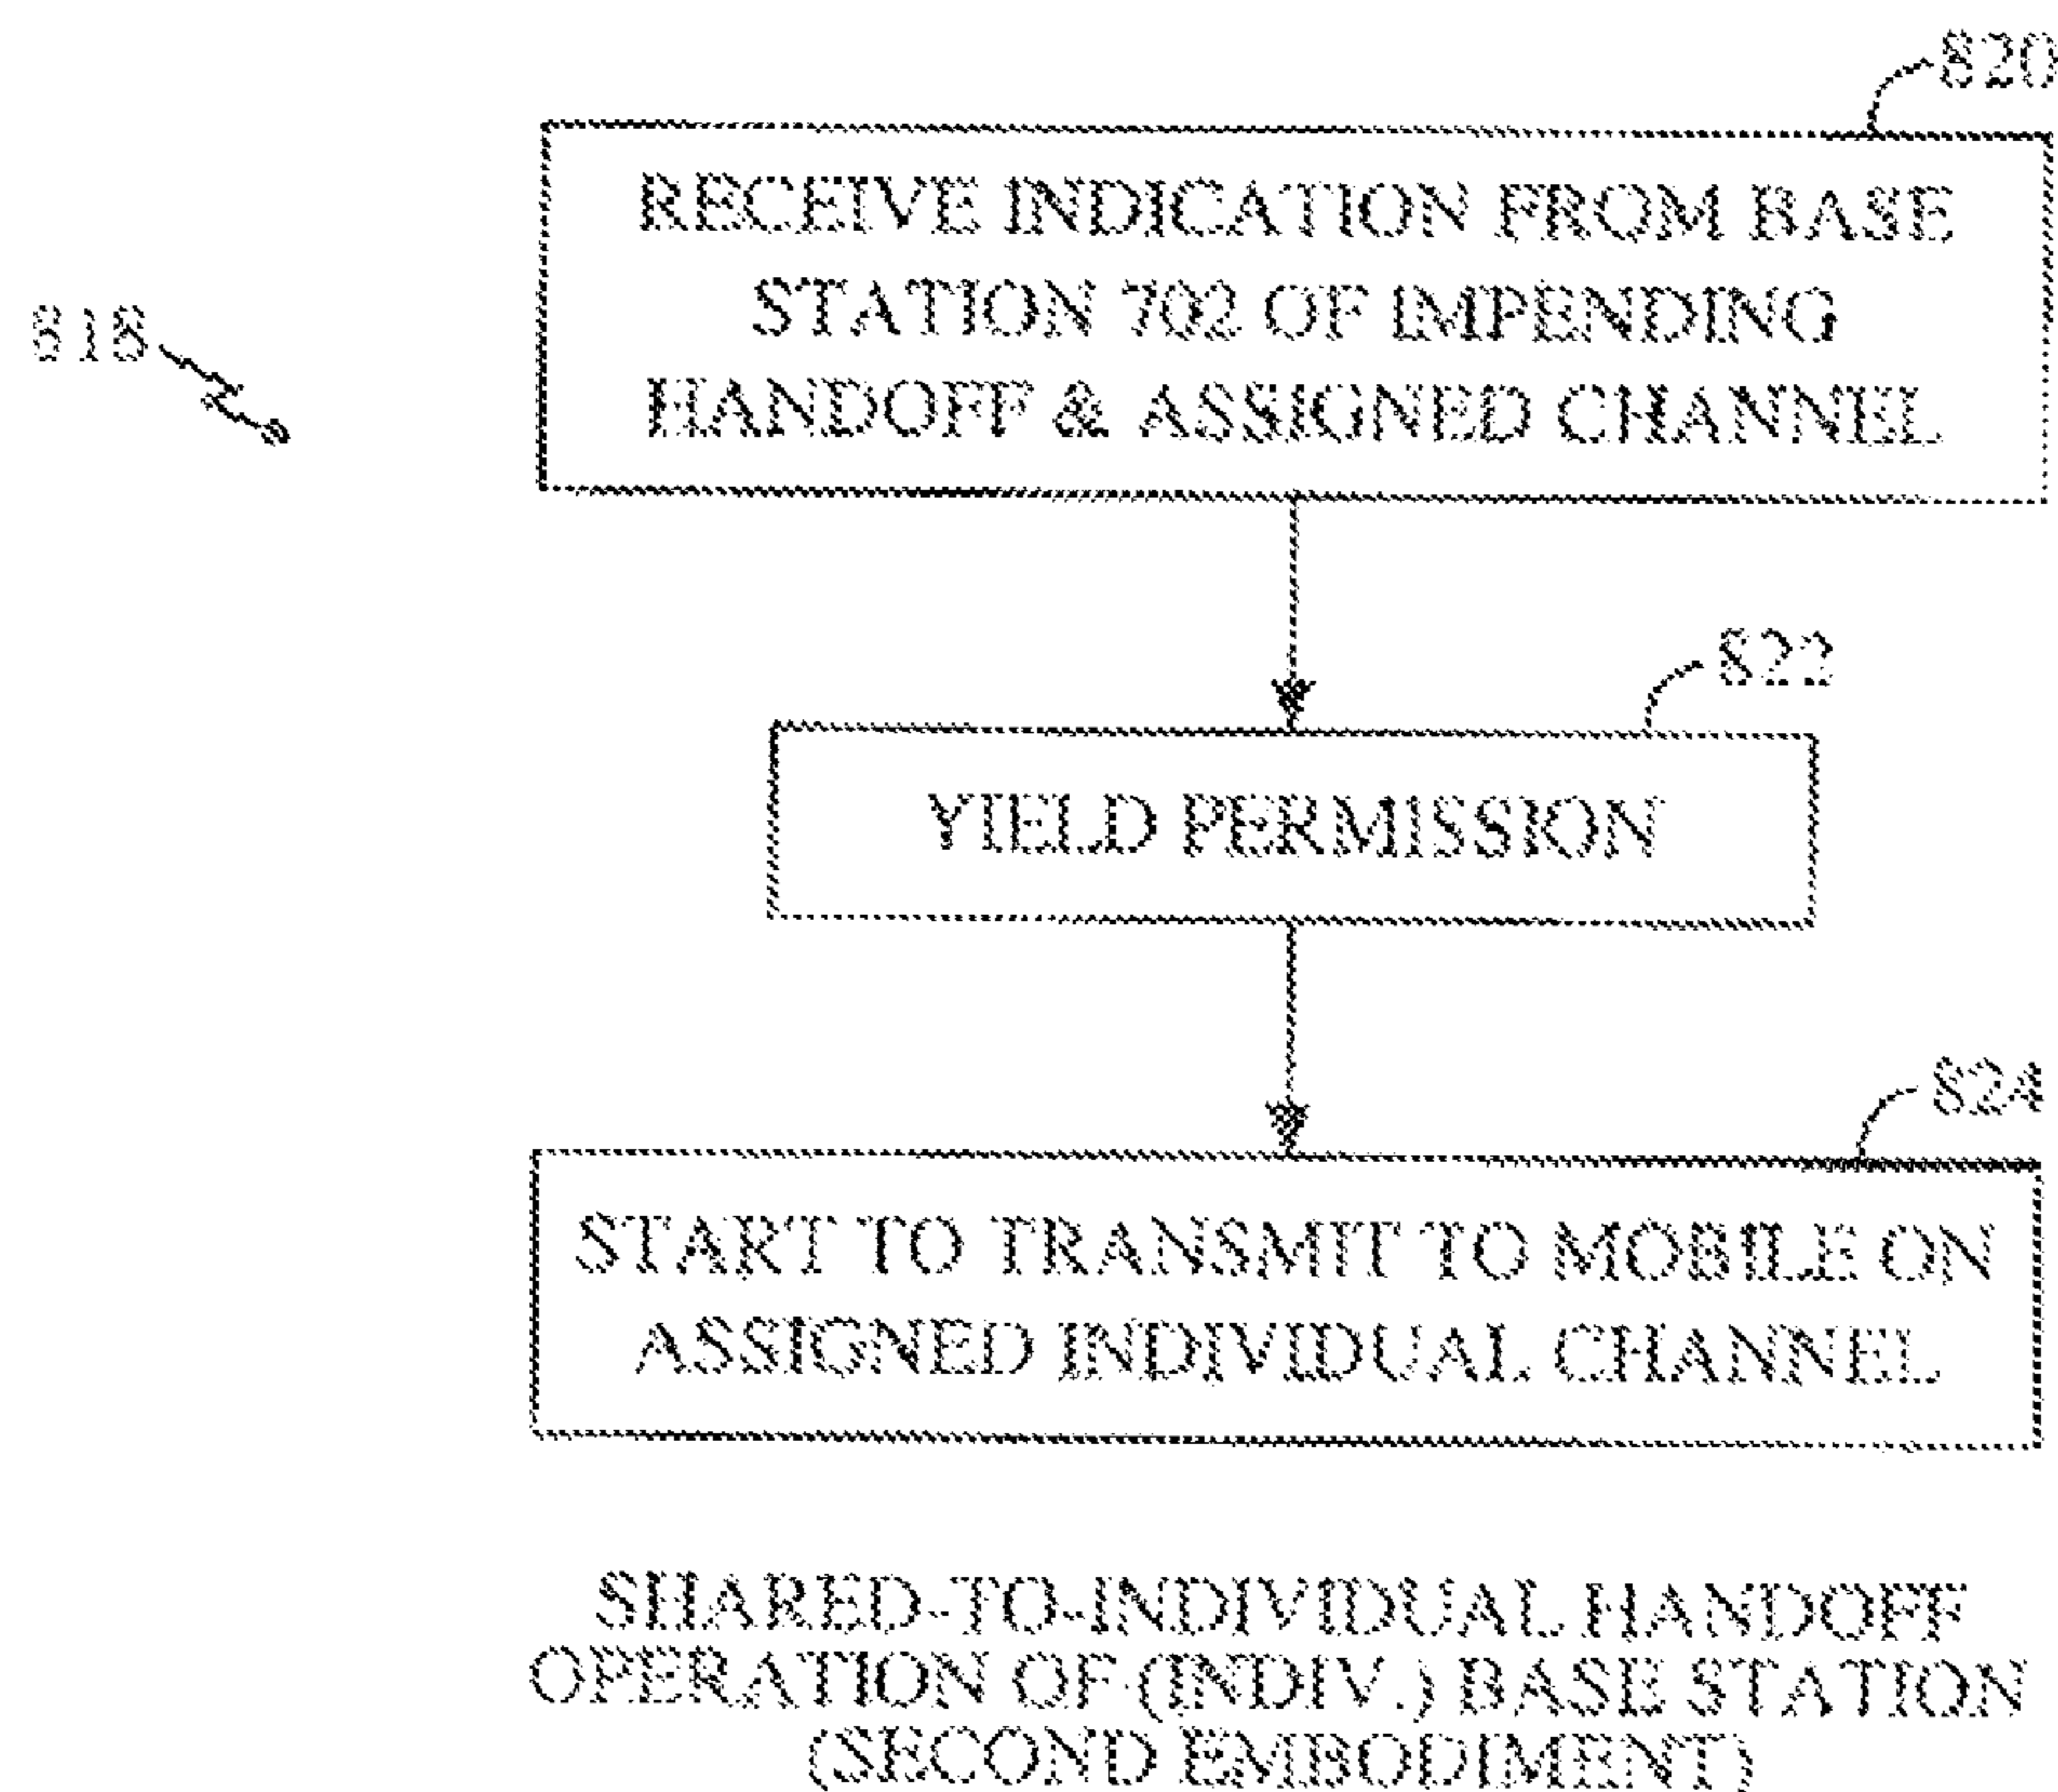 820
RECEIVE INDICATION FROM BASE
STATION 702 OF IMPENDING
HANDOFF & ASSIGNED CHANNEL
818
822
YIELD PERMISSION
824
START TO TRANSMIT TO MOBILE ON
ASSIGNED INDIVIDUAL CHANNEL
SHARED-TO-INDIVIDUAL HANDOFF
OPERATION OF (INDIV.) BASE STATION
(SECOND EMBODIMENT)